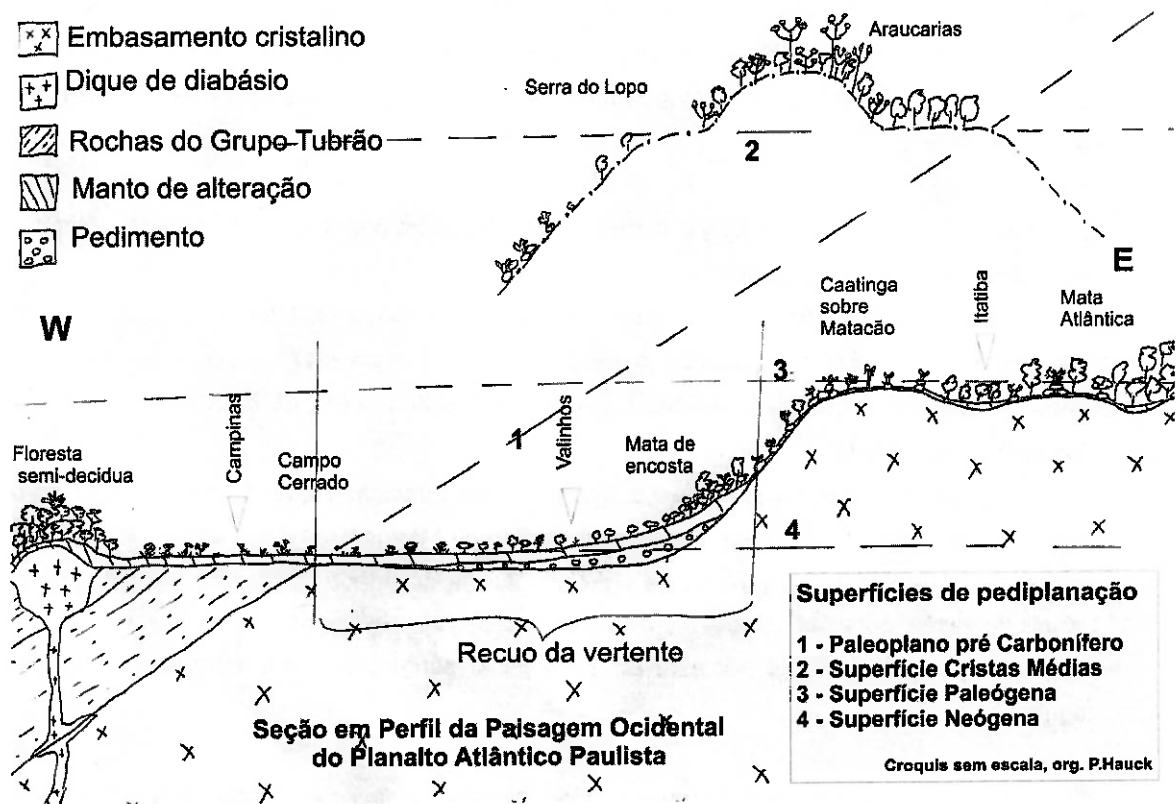 Embasamento cristalino
Dique de diabásio
Rochas do Grupo Tubrão
Manto de alteração
Pedimento
Serra do Lopo
Araucarias
2
E
W
Caatinga
sobre
Matacão
Itatiba
Mata
Atlântica
3
Floresta
semi-decidua
Campinas
Campo
Cerrado
1
Valinhos
Mata de
encosta
4
Recuo da vertente
Seção em Perfil da Paisagem Ocidental
do Planalto Atlântico Paulista
Superfícies de pediplanação
1 - Paleoplano pré Carbonífero
2 - Superfície Cristas Médias
3 - Superfície Paleógena
4 - Superfície Neógena
Croquis sem escala, org. P.Hauck